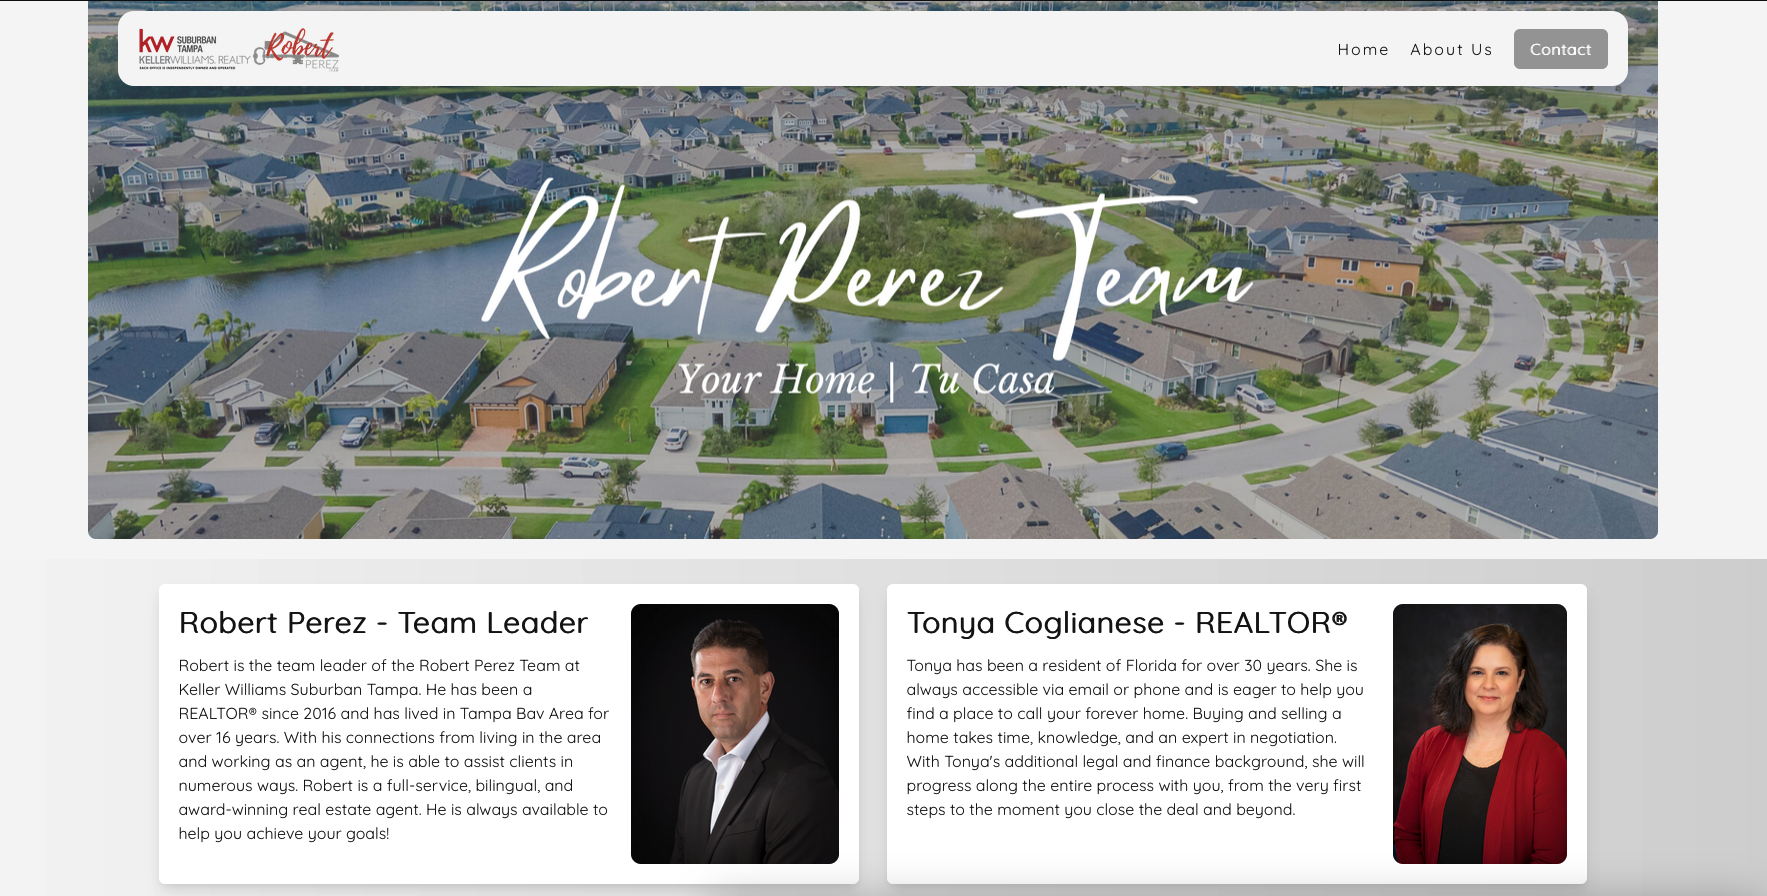 kw SUBURBAN
TAMPA
KELLERWILLIAMS. REALTY
EACH OFFICE IS INDEPENDENTLY OWNED AND OPERATED
Robert
PEREZ
Home About Us Contact
Robert Perez Team
Your Home | Tu Casa
Robert Perez - Team Leader
Robert is the team leader of the Robert Perez Team at
Keller Williams Suburban Tampa. He has been a
REALTOR® since 2016 and has lived in Tampa Bav Area for
over 16 years. With his connections from living in the area
and working as an agent, he is able to assist clients in
numerous ways. Robert is a full-service, bilingual, and
award-winning real estate agent. He is always available to
help you achieve your goals!
Tonya Coglianese - REALTOR®
Tonya has been a resident of Florida for over 30 years. She is
always accessible via email or phone and is eager to help you
find a place to call your forever home. Buying and selling a
home takes time, knowledge, and an expert in negotiation.
With Tonya's additional legal and finance background, she will
progress along the entire process with you, from the very first
steps to the moment you close the deal and beyond.